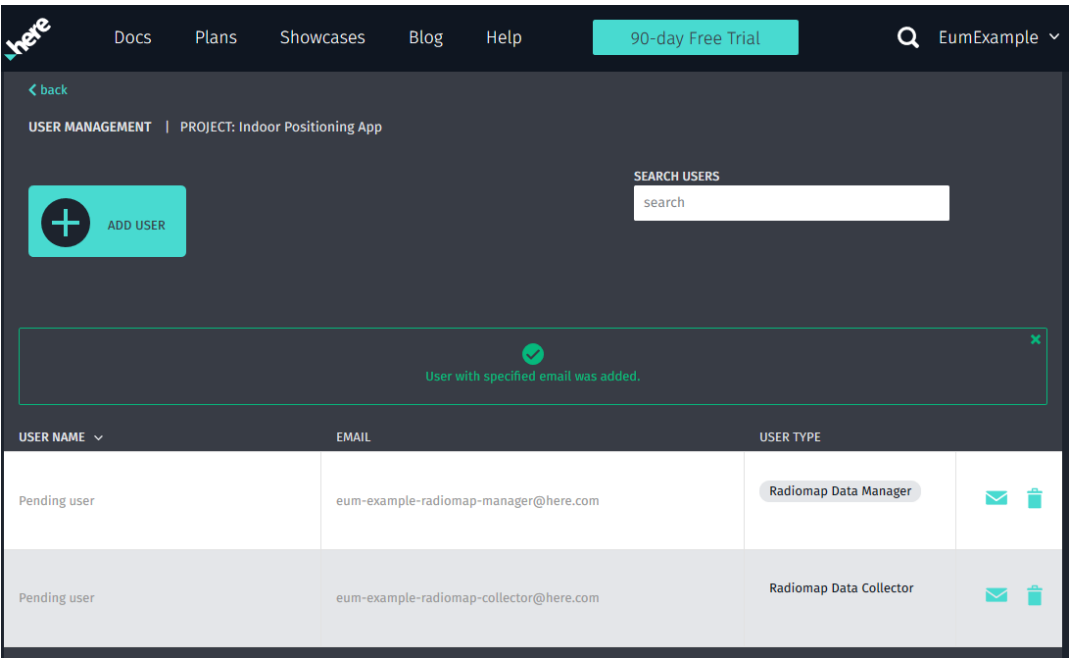 here
Docs Plans Showcases Blog Help 90-day Free Trial EumExample
back
USER MANAGEMENT | PROJECT: Indoor Positioning App
SEARCH USERS
search
ADD USER
User with specified email was added.
USER NAME EMAIL USER TYPE
Pending user eum-example-radiomap-manager@here.com Radiomap Data Manager
Pending user eum-example-radiomap-collector@here.com Radiomap Data Collector